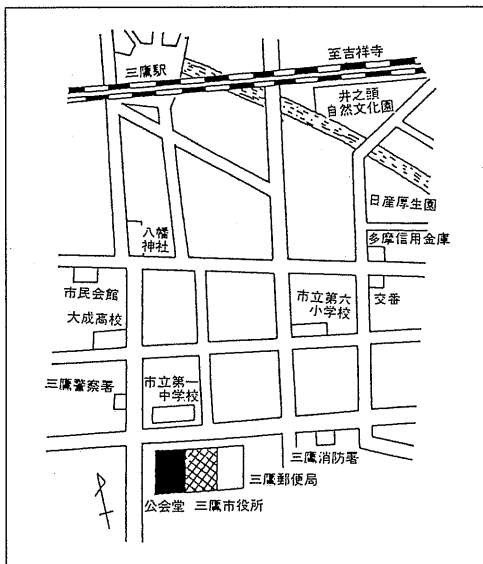 至吉祥寺
三鷹駅
井之頭
自然文化園
日産厚生園
八幡
神社
多摩信用金庫
市民会館
市立第六
小学校
交番
大成高校
三鷹警察署
市立第一
中学校
三鷹消防署
三鷹郵便局
公会堂
三鷹市役所